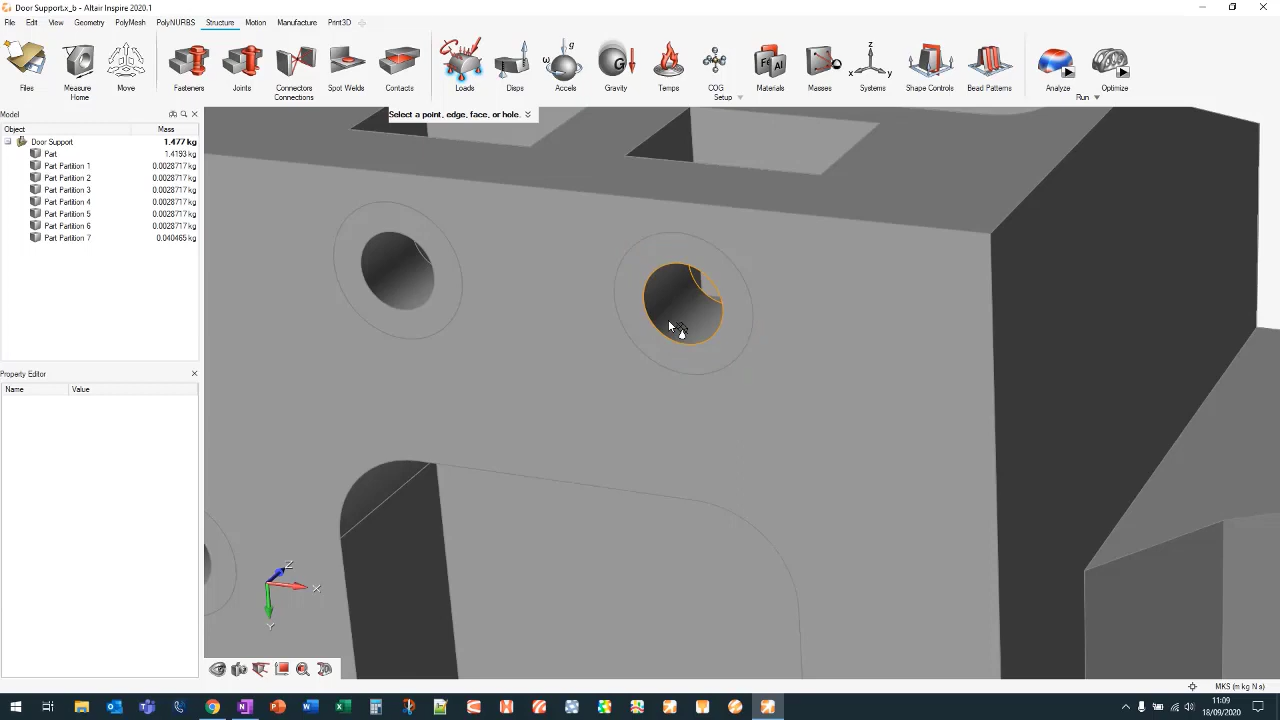 Door Support.x_b - Altair Inspire 2020.1
File Edit View Geometry PolyMesh PolyNURBS Structure Motion Manufacture Print3D
Files Measure Move Fasteners Joints Connectors Spot Welds Contacts Loads Disps Accels Gravity Temps COG Materials Masses Systems Shape Controls Bead Patterns Analyze Optimize
Home Connections Setup Run
Model
Select a point, edge, face, or hole.
Object Mass
Door Support 1.477 kg
Part 1.4193 kg
Part Partition 1 0.0028717 kg
Part Partition 2 0.0028717 kg
Part Partition 3 0.0028717 kg
Part Partition 4 0.0028717 kg
Part Partition 5 0.0028717 kg
Part Partition 6 0.0028717 kg
Part Partition 7 0.040465 kg
Property Editor
Name Value
Z
X
Y
MKS (m kg N s)
11:09
18/09/2020